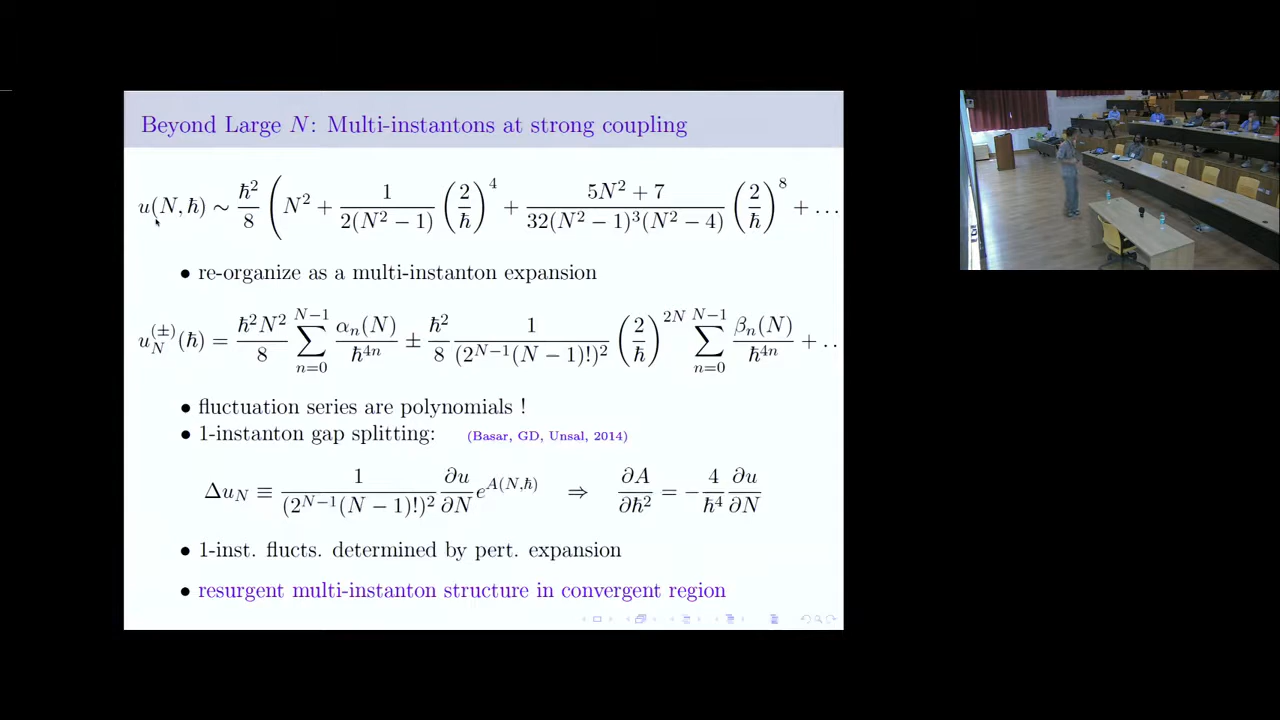 Beyond Large N: Multi-instantons at strong coupling
u(N, ħ) ∼ ħ²/8 ( N² + 1/(2(N² − 1)) (2/ħ)⁴ + (5N² + 7)/(32(N² − 1)³(N² − 4)) (2/ħ)⁸ + . . .
• re-organize as a multi-instanton expansion
u_N^(±)(ħ) = ħ²N²/8 ∑_{n=0}^{N−1} α_n(N)/ħ^{4n} ± ħ²/8 1/(2^{N−1}(N − 1)!)² (2/ħ)^{2N} ∑_{n=0}^{N−1} β_n(N)/ħ^{4n} + . .
• fluctuation series are polynomials !
• 1-instanton gap splitting: (Basar, GD, Unsal, 2014)
Δu_N ≡ 1/(2^{N−1}(N − 1)!)² ∂u/∂N e^{A(N,ħ)} ⇒ ∂A/∂ħ² = − 4/ħ⁴ ∂u/∂N
• 1-inst. flucts. determined by pert. expansion
• resurgent multi-instanton structure in convergent region